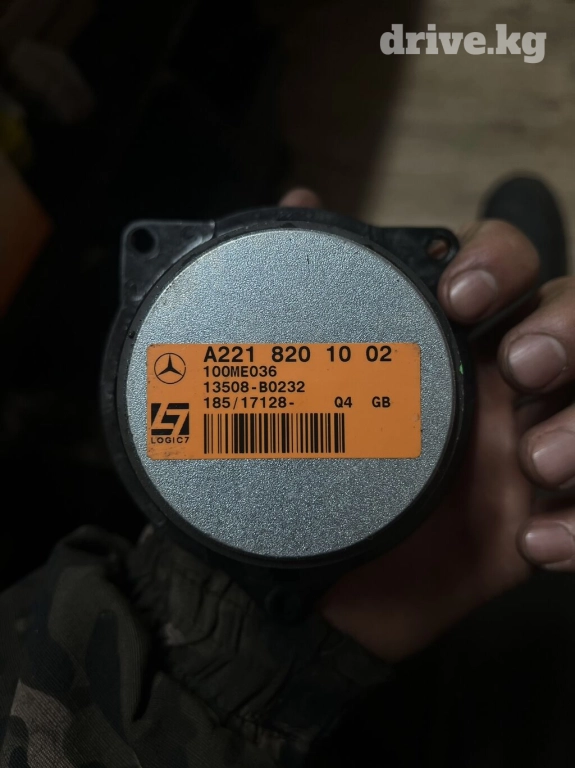 drive.kg
A221 820 10 02
100ME036
13508-B0232
185/17128- Q4 GB
LOGIC7